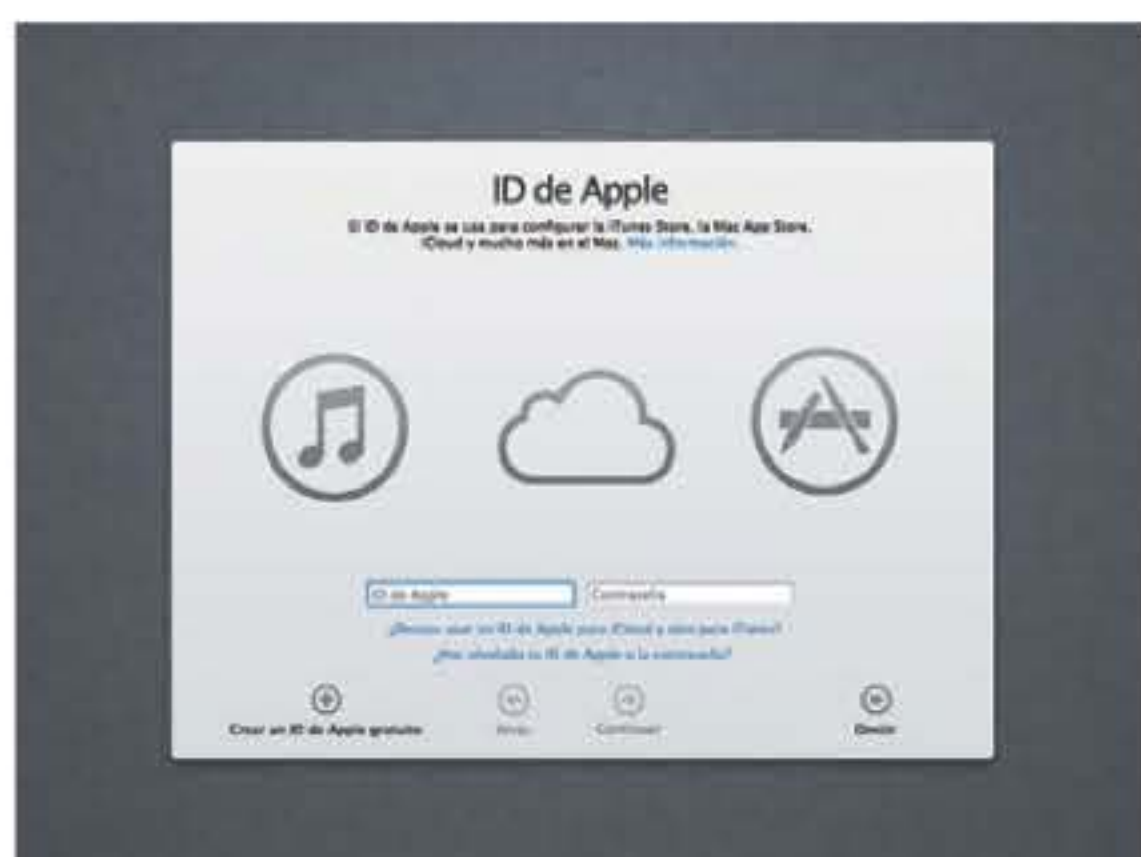 ID de Apple
El ID de Apple se usa para configurar la iTunes Store, la Mac App Store,
iCloud y mucho más en el Mac. Más información
ID de Apple
Contraseña
¿Deseas usar un ID de Apple para iCloud y otro para iTunes?
¿Has olvidado tu ID de Apple o la contraseña?
Crear un ID de Apple gratuito
Atrás
Continuar
Omitir